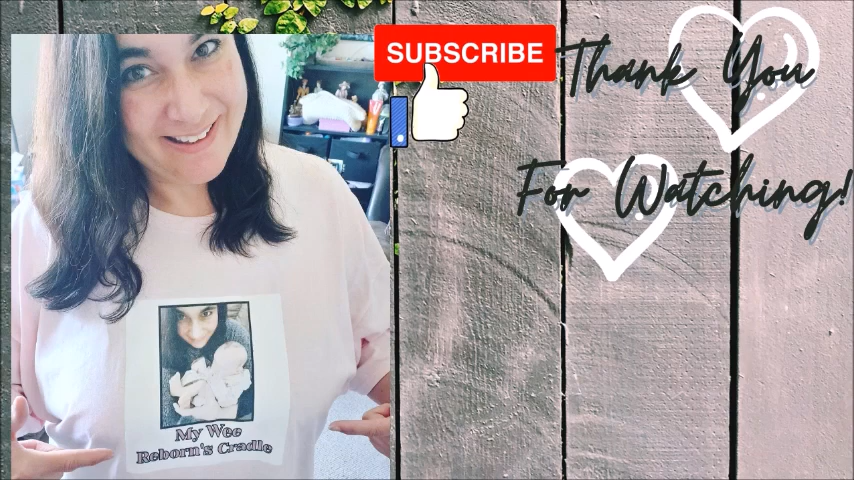 SUBSCRIBE
Thank You
For Watching!
My Wee
Reborn's Cradle